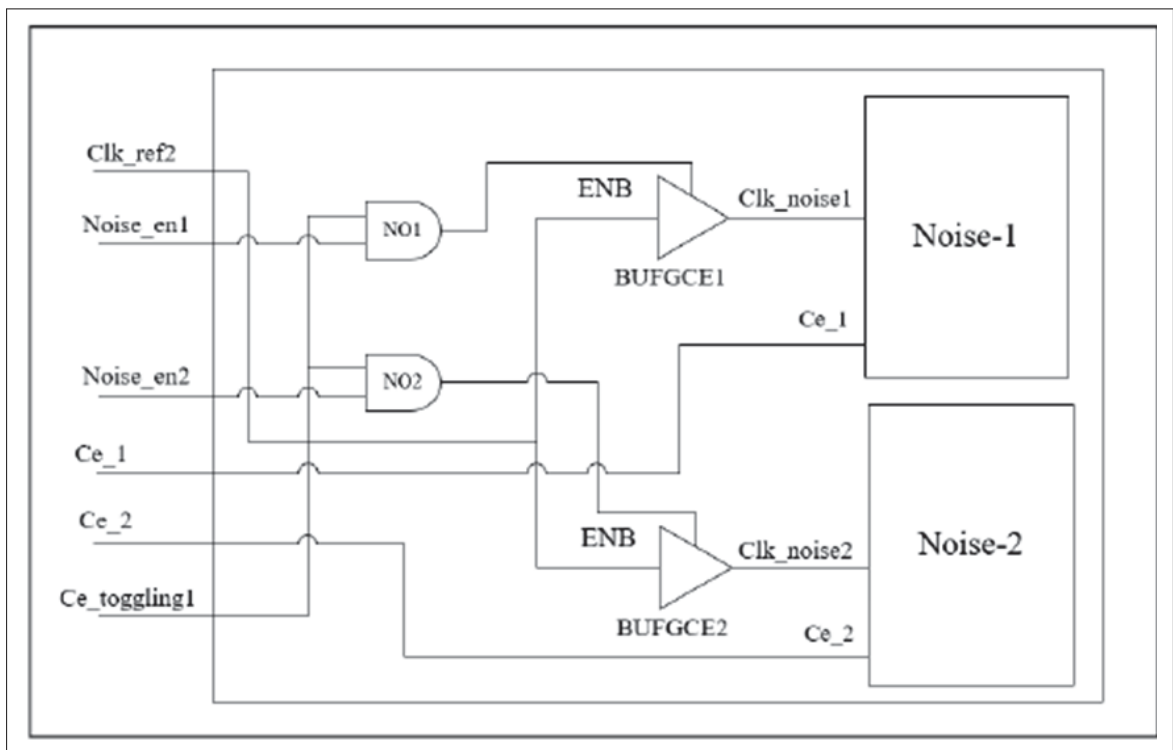 Clk_ref2
ENB
Clk_noise1
Noise_en1
NO1
Noise-1
BUFGCE1
Ce_1
Noise_en2
NO2
Ce_1
Ce_2
ENB
Clk_noise2
Noise-2
Ce_toggling1
BUFGCE2
Ce_2